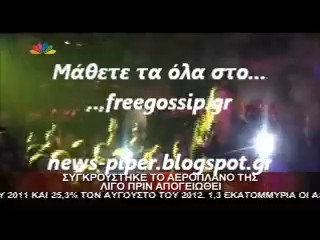 Μάθετε τα όλα στο...
...freegossip.gr
news-piper.blogspot.gr
ΣΥΓΚΡΟΥΣΤΗΚΕ ΤΟ ΑΕΡΟΠΛΑΝΟ ΤΗΣ
ΛΙΓΟ ΠΡΙΝ ΑΠΟΓΕΙΩΘΕΙ
2011 ΚΑΙ 25,3% ΤΟΝ ΑΥΓΟΥΣΤΟ ΤΟΥ 2012. 1,3 ΕΚΑΤΟΜΜΥΡΙΑ ΟΙ